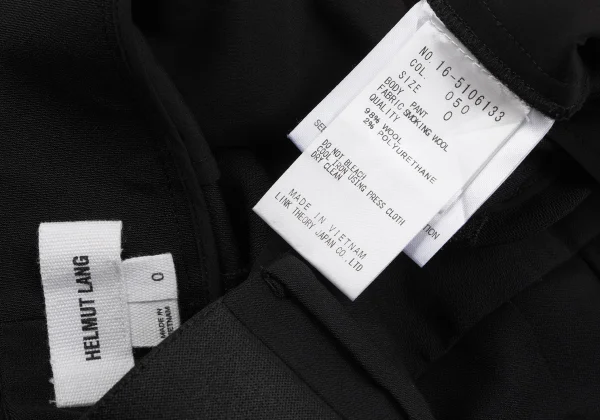 NO. 16-5106133
COL. 050
SIZE 0
BODY PANT
FABRIC SMOKING WOOL
QUALITY
98% WOOL
2% POLYURETHANE
DO NOT BLEACH
COOL IRON USING PRESS CLOTH
DRY CLEAN
MADE IN VIETNAM
LINK THEORY JAPAN CO.,LTD
SE
TION
HELMUT LANG
0
MADE IN
VIETNAM